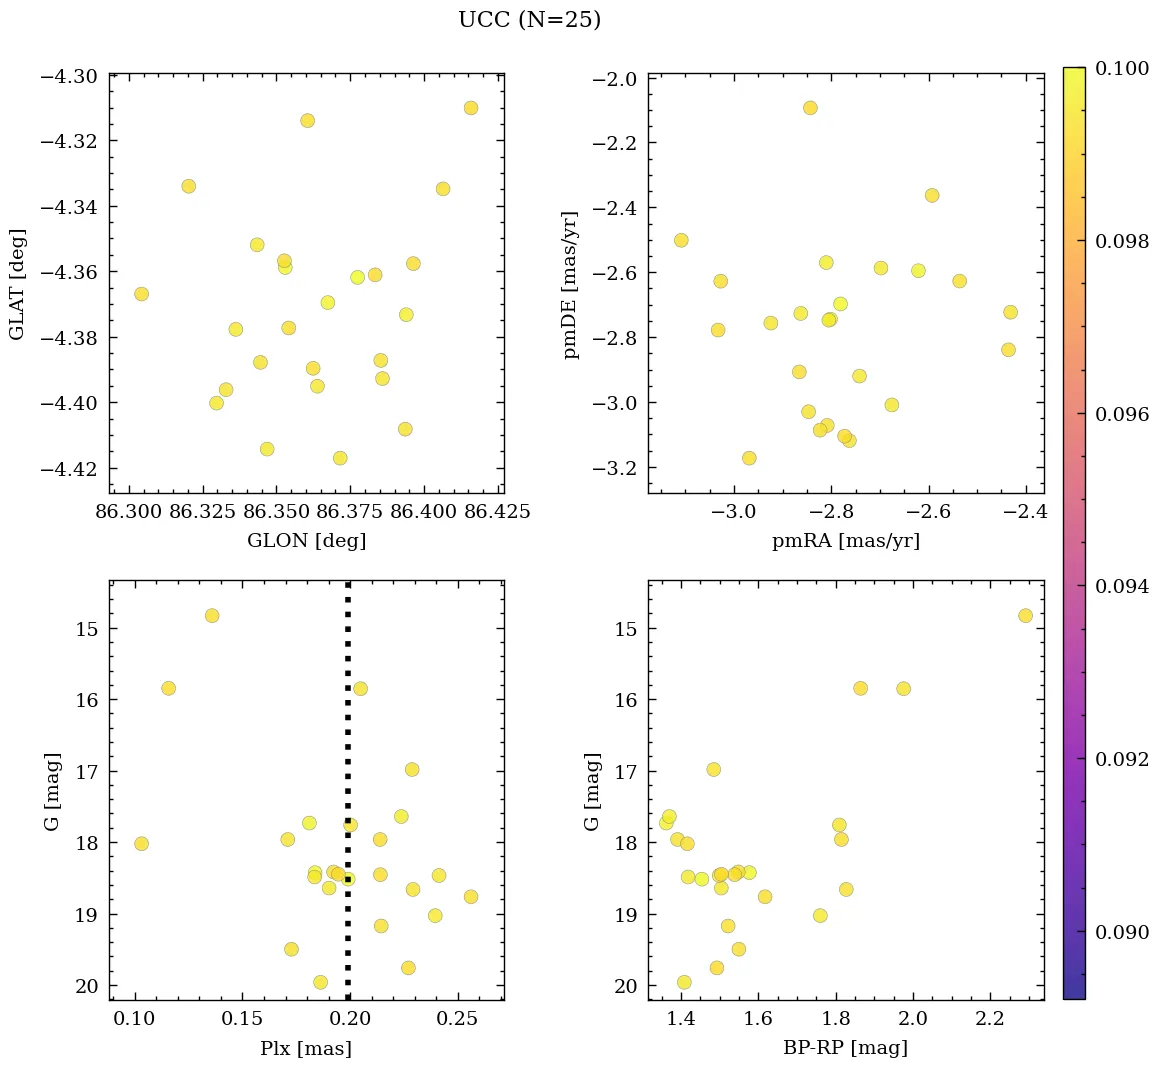 UCC (N=25)
−4.30
−4.32
−4.34
−4.36
−4.38
−4.40
−4.42
GLAT [deg]
86.300 86.325 86.350 86.375 86.400 86.425
GLON [deg]
−2.0
−2.2
−2.4
−2.6
−2.8
−3.0
−3.2
pmDE [mas/yr]
−3.0 −2.8 −2.6 −2.4
pmRA [mas/yr]
15
16
17
18
19
20
G [mag]
0.10 0.15 0.20 0.25
Plx [mas]
15
16
17
18
19
20
G [mag]
1.4 1.6 1.8 2.0 2.2
BP-RP [mag]
0.100
0.098
0.096
0.094
0.092
0.090